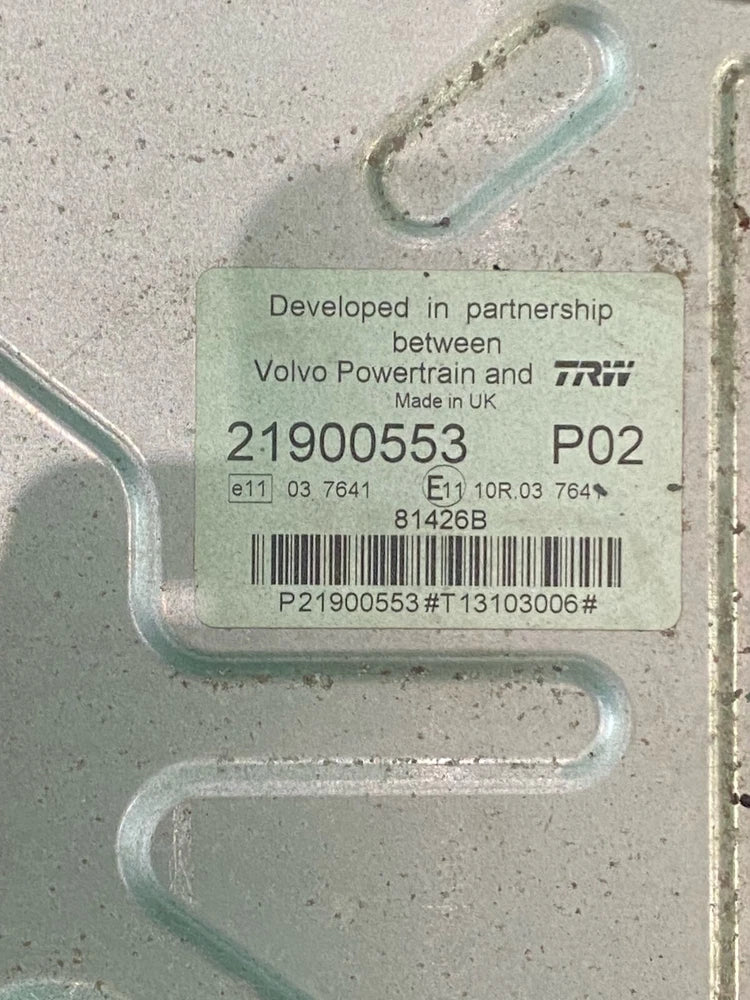 Developed in partnership
between
Volvo Powertrain and TRW
Made in UK
21900553 P02
e11 03 7641 E11 10R.03 764
81426B
P21900553#T13103006#